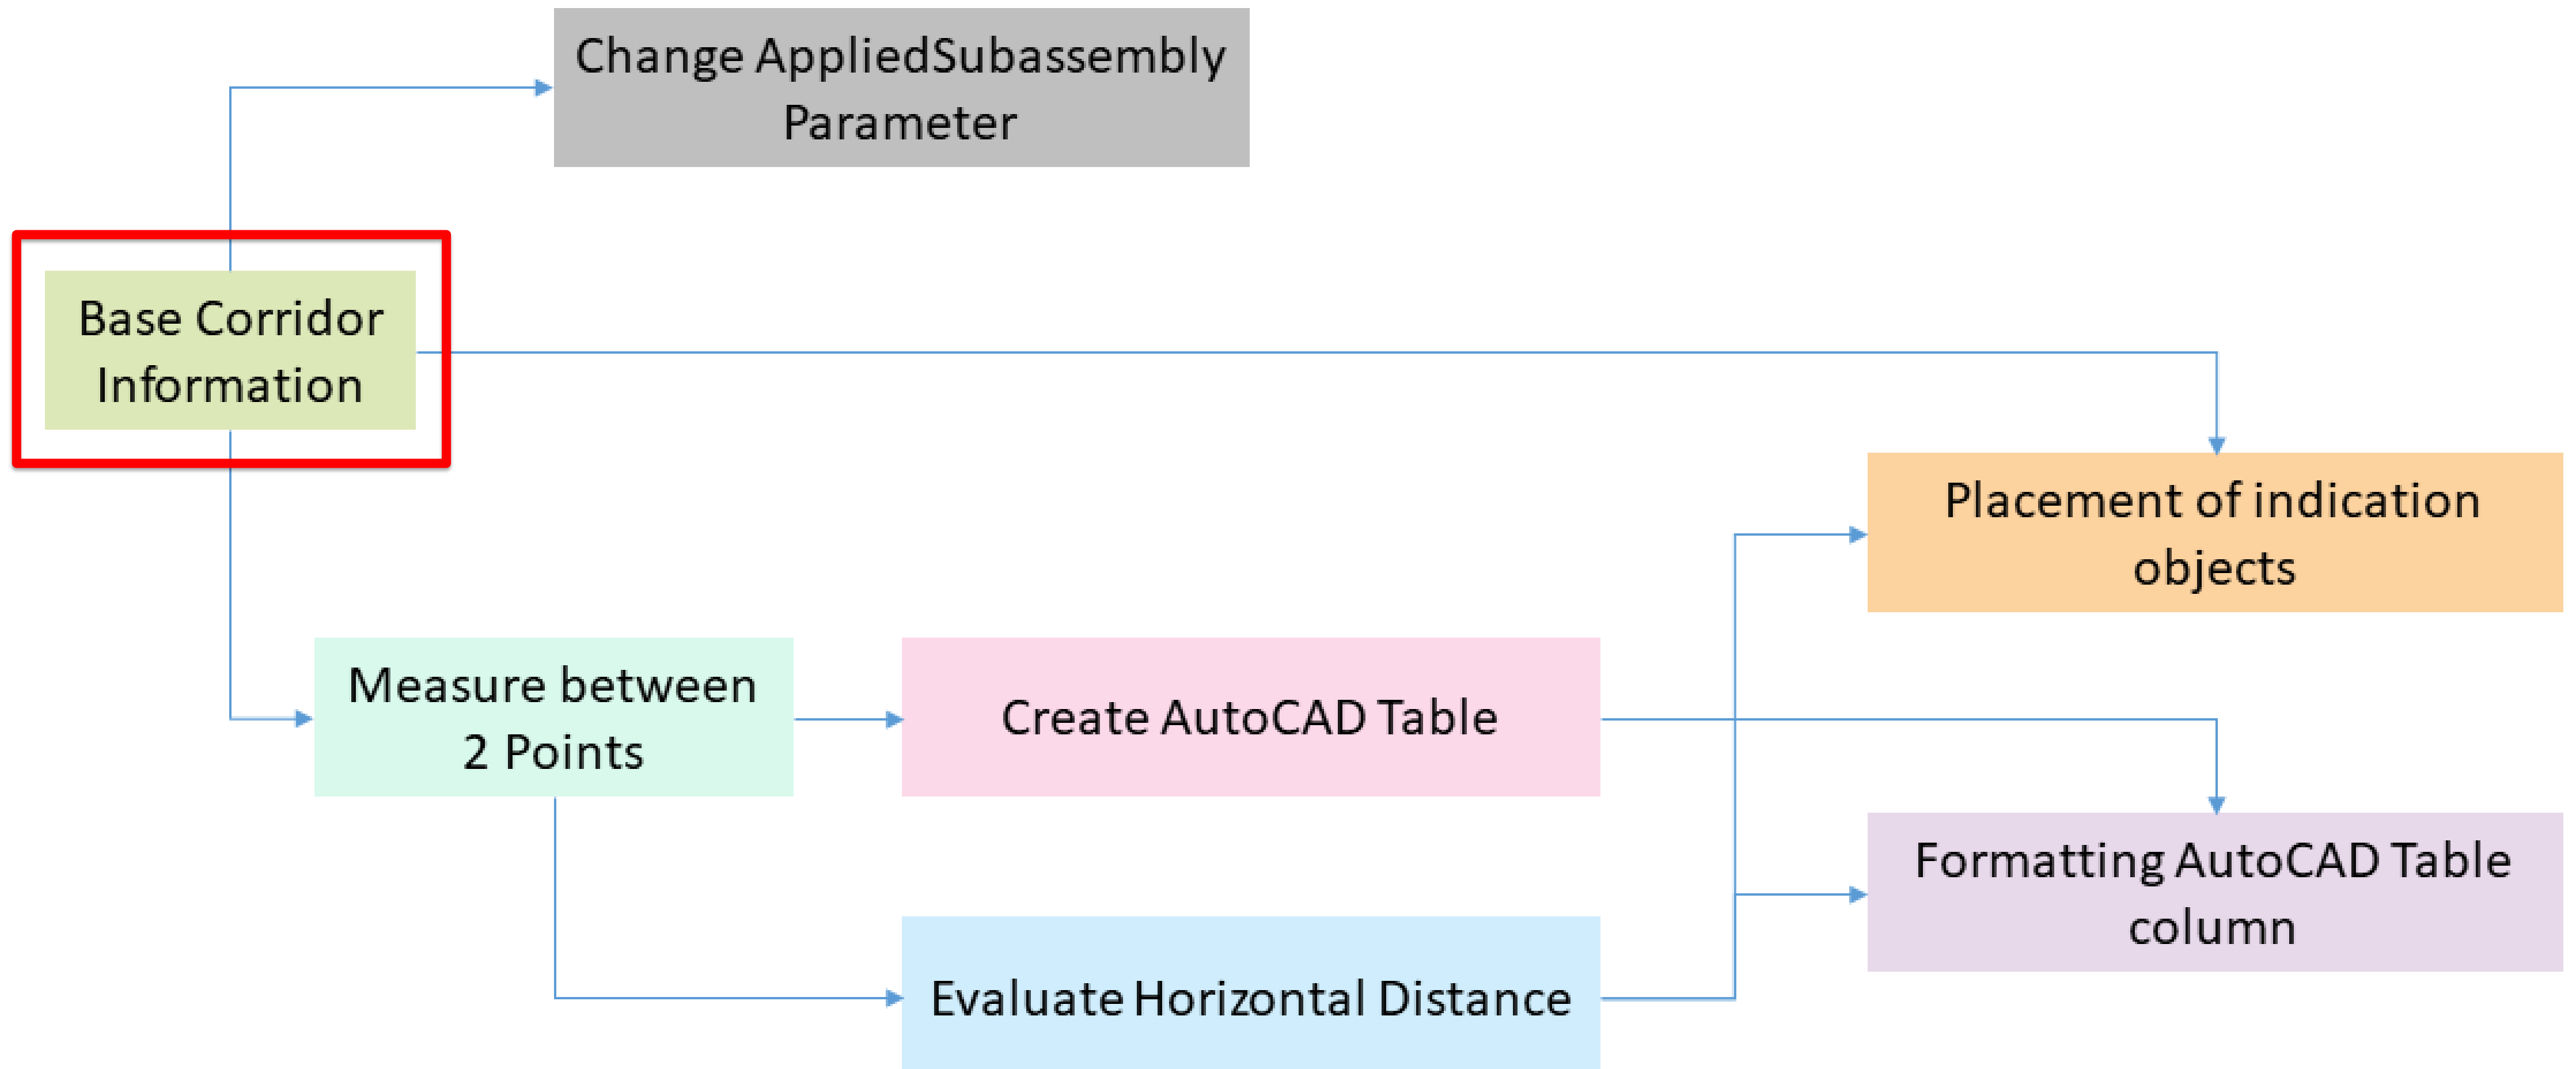 Change AppliedSubassembly
Parameter
Base Corridor
Information
Placement of indication
objects
Measure between
2 Points
Create AutoCAD Table
Formatting AutoCAD Table
column
Evaluate Horizontal Distance